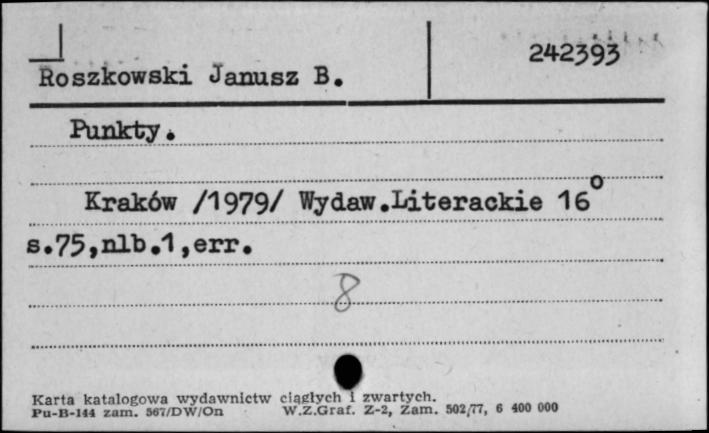 242393
Roszkowski Janusz B.
Punkty.
Kraków /1979/ Wydaw.Literackie 16°
s.75,nlb.1,err.
8
Karta katalogowa wydawnictw ciągłych i zwartych.
Pu-B-144 zam. 567/DW/On W.Z.Graf. Z-2, Zam. 502/77, 6 400 000